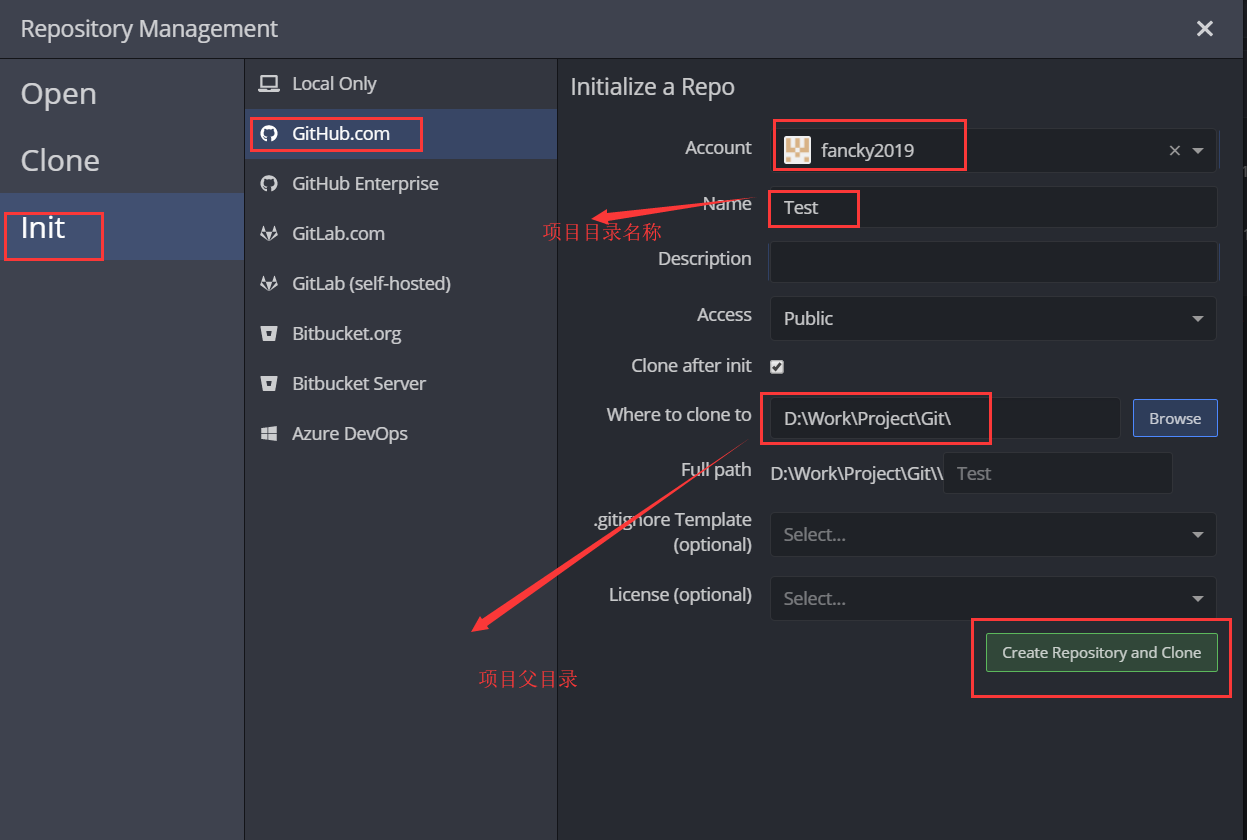 Repository Management
Open
Clone
Init
Local Only
GitHub.com
GitHub Enterprise
GitLab.com
GitLab (self-hosted)
Bitbucket.org
Bitbucket Server
Azure DevOps
Initialize a Repo
Account
fancky2019
Name
Test
项目目录名称
Description
Access
Public
Clone after init
Where to clone to
D:\Work\Project\Git\
Browse
Full path
D:\Work\Project\Git\\
Test
.gitignore Template
(optional)
Select...
License (optional)
Select...
Create Repository and Clone
项目父目录